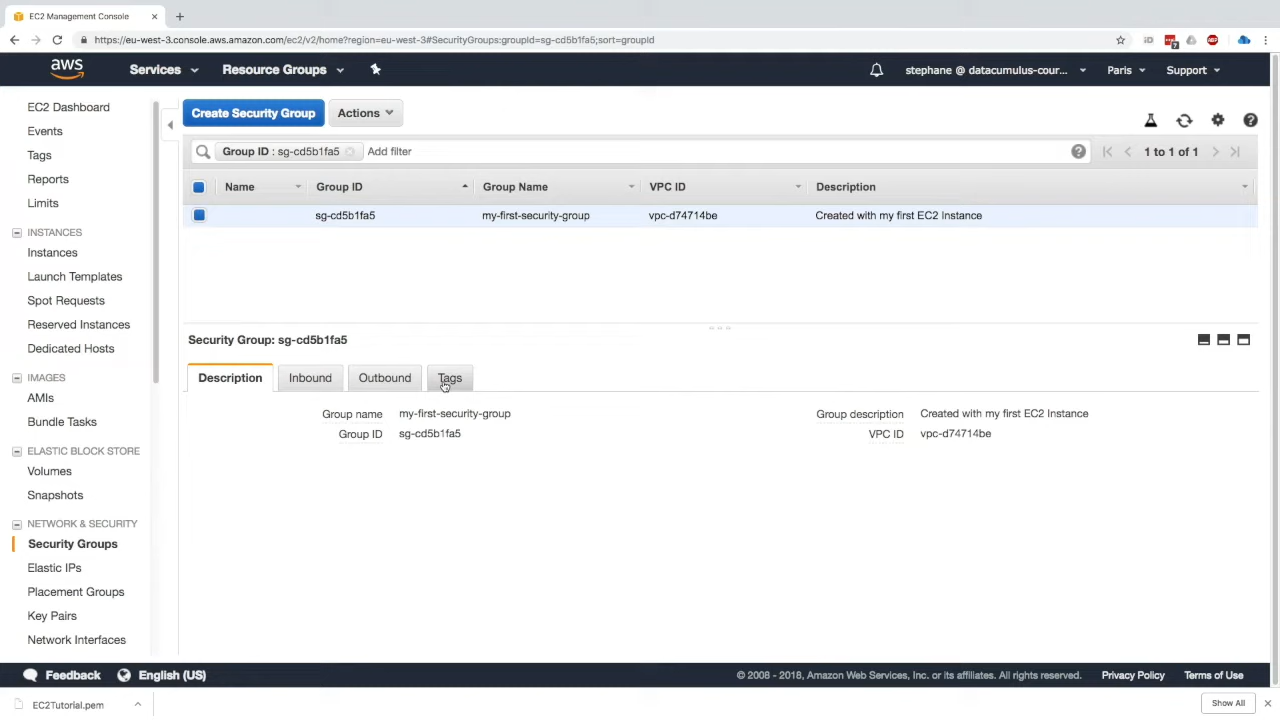 EC2 Management Console
https://eu-west-3.console.aws.amazon.com/ec2/v2/home?region=eu-west-3#SecurityGroups:groupId=sg-cd5b1fa5;sort=groupId
aws Services Resource Groups stephane @ datacumulus-cour... Paris Support
EC2 Dashboard
Events
Tags
Reports
Limits
INSTANCES
Instances
Launch Templates
Spot Requests
Reserved Instances
Dedicated Hosts
IMAGES
AMIs
Bundle Tasks
ELASTIC BLOCK STORE
Volumes
Snapshots
NETWORK & SECURITY
Security Groups
Elastic IPs
Placement Groups
Key Pairs
Network Interfaces
Create Security Group Actions
Group ID : sg-cd5b1fa5 Add filter 1 to 1 of 1
Name Group ID Group Name VPC ID Description
sg-cd5b1fa5 my-first-security-group vpc-d74714be Created with my first EC2 Instance
Security Group: sg-cd5b1fa5
Description Inbound Outbound Tags
Group name my-first-security-group Group description Created with my first EC2 Instance
Group ID sg-cd5b1fa5 VPC ID vpc-d74714be
Feedback English (US) © 2008 - 2018, Amazon Web Services, Inc. or its affiliates. All rights reserved. Privacy Policy Terms of Use
EC2Tutorial.pem Show All